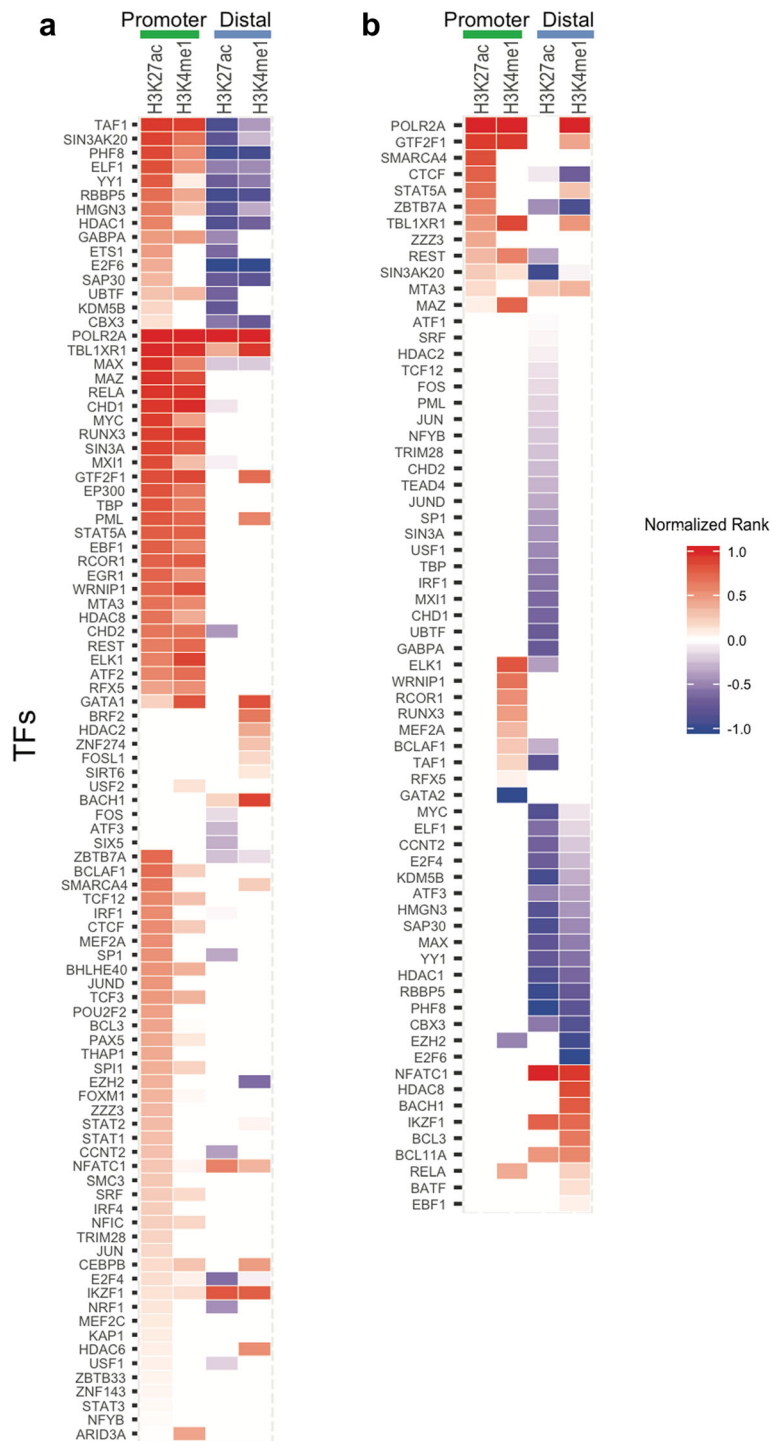 a
Promoter Distal
H3K27ac H3K4me1 H3K27ac H3K4me1
TAF1
SIN3AK20
PHF8
ELF1
YY1
RBBP5
HMGN3
HDAC1
GABPA
ETS1
E2F6
SAP30
UBTF
KDM5B
CBX3
POLR2A
TBL1XR1
MAX
MAZ
RELA
CHD1
MYC
RUNX3
SIN3A
MXI1
GTF2F1
EP300
TBP
PML
STAT5A
EBF1
RCOR1
EGR1
WRNIP1
MTA3
HDAC8
CHD2
REST
ELK1
ATF2
RFX5
GATA1
BRF2
HDAC2
ZNF274
FOSL1
SIRT6
USF2
BACH1
FOS
ATF3
SIX5
ZBTB7A
BCLAF1
SMARCA4
TCF12
IRF1
CTCF
MEF2A
SP1
BHLHE40
JUND
TCF3
POU2F2
BCL3
PAX5
THAP1
SPI1
EZH2
FOXM1
ZZZ3
STAT2
STAT1
CCNT2
NFATC1
SMC3
SRF
IRF4
NFIC
TRIM28
JUN
CEBPB
E2F4
IKZF1
NRF1
MEF2C
KAP1
HDAC6
USF1
ZBTB33
ZNF143
STAT3
NFYB
ARID3A
TFs
b
Promoter Distal
H3K27ac H3K4me1 H3K27ac H3K4me1
POLR2A
GTF2F1
SMARCA4
CTCF
STAT5A
ZBTB7A
TBL1XR1
ZZZ3
REST
SIN3AK20
MTA3
MAZ
ATF1
SRF
HDAC2
TCF12
FOS
PML
JUN
NFYB
TRIM28
CHD2
TEAD4
JUND
SP1
SIN3A
USF1
TBP
IRF1
MXI1
CHD1
UBTF
GABPA
ELK1
WRNIP1
RCOR1
RUNX3
MEF2A
BCLAF1
TAF1
RFX5
GATA2
MYC
ELF1
CCNT2
E2F4
KDM5B
ATF3
HMGN3
SAP30
MAX
YY1
HDAC1
RBBP5
PHF8
CBX3
EZH2
E2F6
NFATC1
HDAC8
BACH1
IKZF1
BCL3
BCL11A
RELA
BATF
EBF1
Normalized Rank
1.0
0.5
0.0
-0.5
-1.0